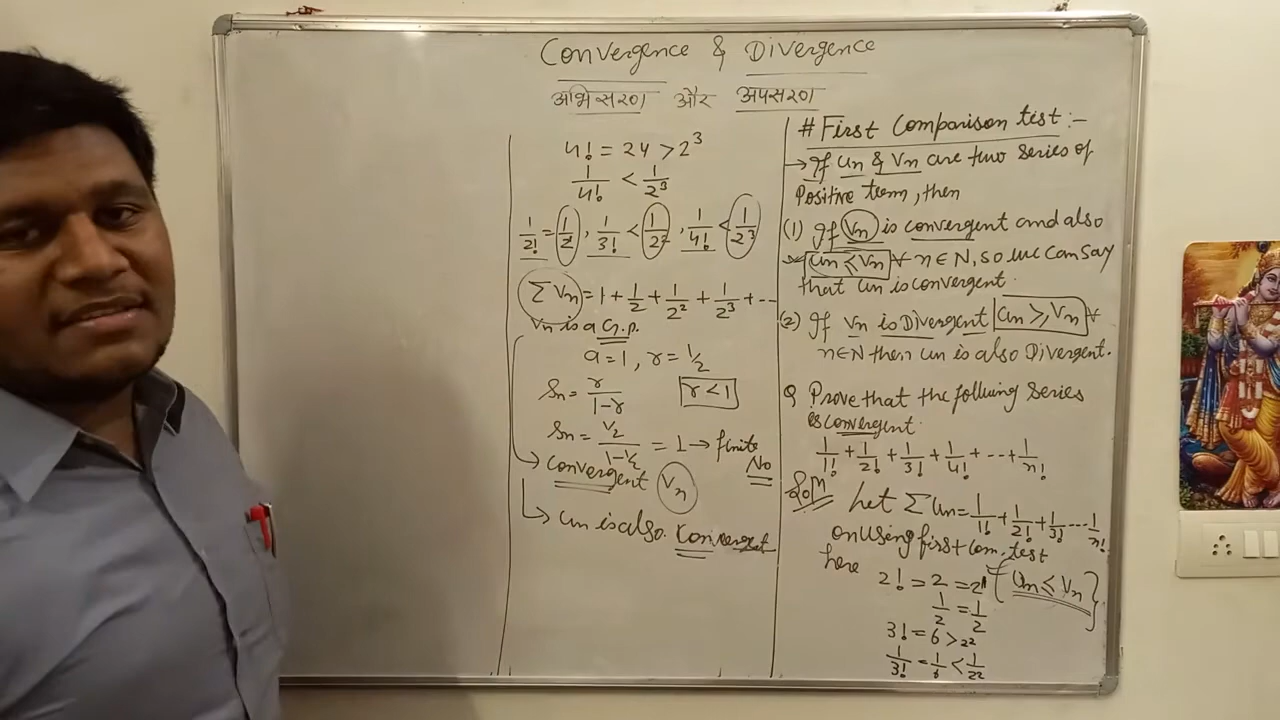 Convergence & Divergence
अभिसरण और अपसरण
# First Comparison test :-
→ If un & Vn are two series of
Positive term, then
(1) If Vn is convergent and also
un ≤ Vn ∀ n ∈ N, so we can say
that un is convergent.
(2) If Vn is Divergent un ≥ Vn ∀
n∈N then un is also Divergent.
Q Prove that the following series
is convergent.
1/1! + 1/2! + 1/3! + 1/4! + -- + 1/n!
Solⁿ Let Σun = 1/1! + 1/2! + 1/3! --- 1/n!
on using first com. test
here
{un ≤ Vn}
2! = 2 = 2¹
1/2 = 1/2
3! = 6 > 2²
1/3! = 1/6 < 1/2²
4! = 24 > 2³
1/4! < 1/2³
1/2! = 1/2, 1/3! < 1/2², 1/4! < 1/2³
ΣVn = 1 + 1/2 + 1/2² + 1/2³ + --
Vn is a G.P.
a = 1, r = 1/2
Sn = r/1-r r < 1
Sn = 1/2/1-1/2 = 1 → finite
No
→ Convergent Vn
→ un is also Convergent